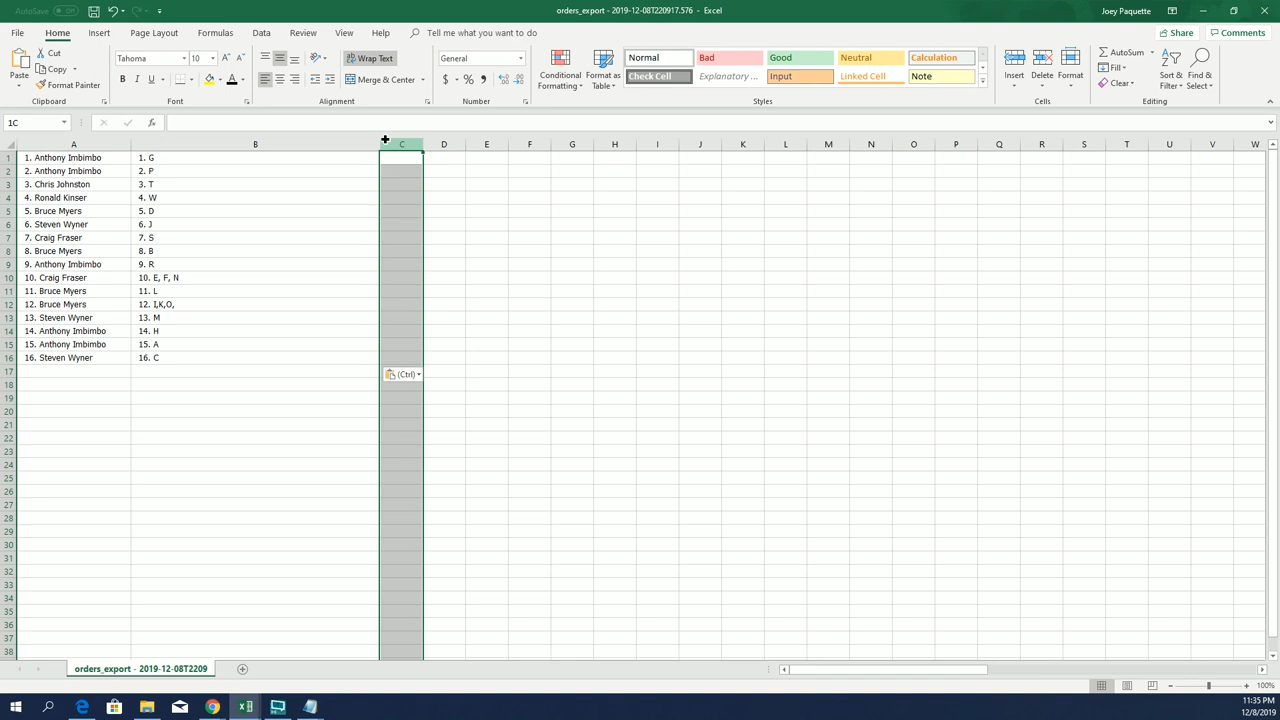 AutoSave Off
orders_export - 2019-12-08T220917.576 - Excel
Joey Paquette
File Home Insert Page Layout Formulas Data Review View Help Tell me what you want to do
Share Comments
Paste
Cut
Copy
Format Painter
Clipboard
Tahoma 10
B I U
Font
Wrap Text
Merge & Center
Alignment
General
$ % ,
Number
Conditional Formatting
Format as Table
Normal Bad Good Neutral Calculation
Check Cell Explanatory ... Input Linked Cell Note
Styles
Insert Delete Format
Cells
AutoSum
Fill
Clear
Sort & Filter
Find & Select
Editing
1C
fx
A B C D E F G H I J K L M N O P Q R S T U V W
1 1. Anthony Imbimbo 1. G
2 2. Anthony Imbimbo 2. P
3 3. Chris Johnston 3. T
4 4. Ronald Kinser 4. W
5 5. Bruce Myers 5. D
6 6. Steven Wyner 6. J
7 7. Craig Fraser 7. S
8 8. Bruce Myers 8. B
9 9. Anthony Imbimbo 9. R
10 10. Craig Fraser 10. E, F, N
11 11. Bruce Myers 11. L
12 12. Bruce Myers 12. I,K,O,
13 13. Steven Wyner 13. M
14 14. Anthony Imbimbo 14. H
15 15. Anthony Imbimbo 15. A
16 16. Steven Wyner 16. C
17 (Ctrl)
18
19
20
21
22
23
24
25
26
27
28
29
30
31
32
33
34
35
36
37
38
orders_export - 2019-12-08T2209
100%
11:35 PM
12/8/2019